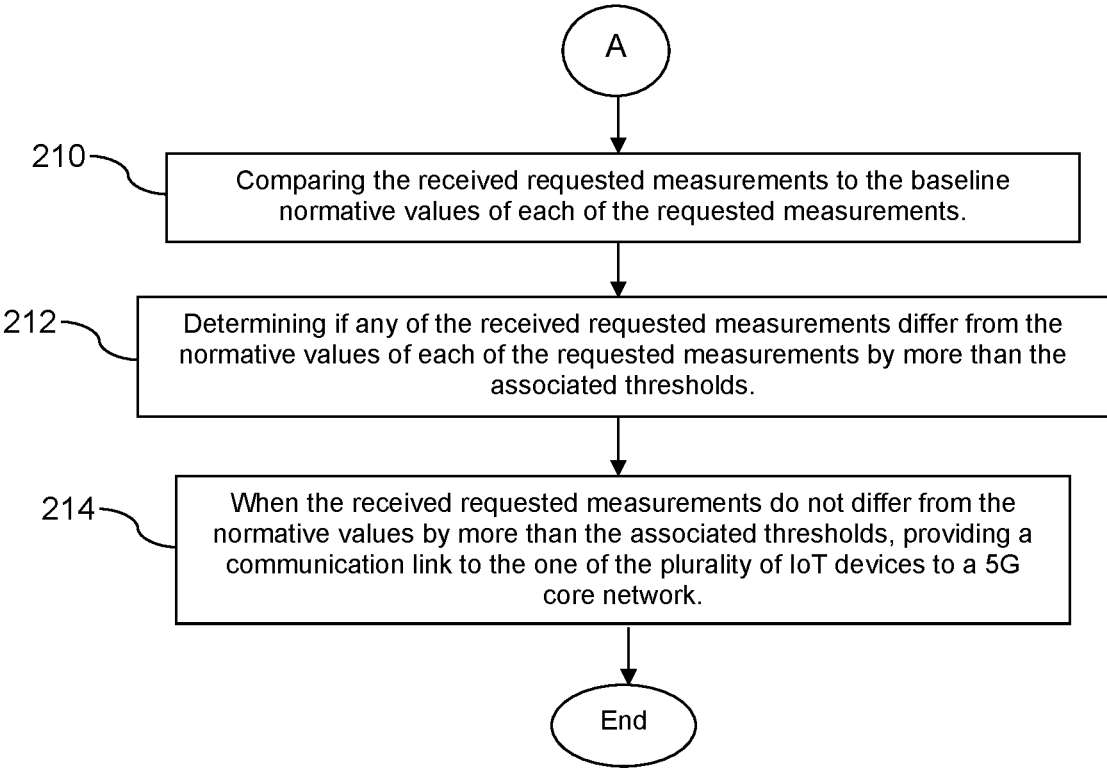 A
210
Comparing the received requested measurements to the baseline
normative values of each of the requested measurements.
212
Determining if any of the received requested measurements differ from the
normative values of each of the requested measurements by more than the
associated thresholds.
214
When the received requested measurements do not differ from the
normative values by more than the associated thresholds, providing a
communication link to the one of the plurality of IoT devices to a 5G
core network.
End